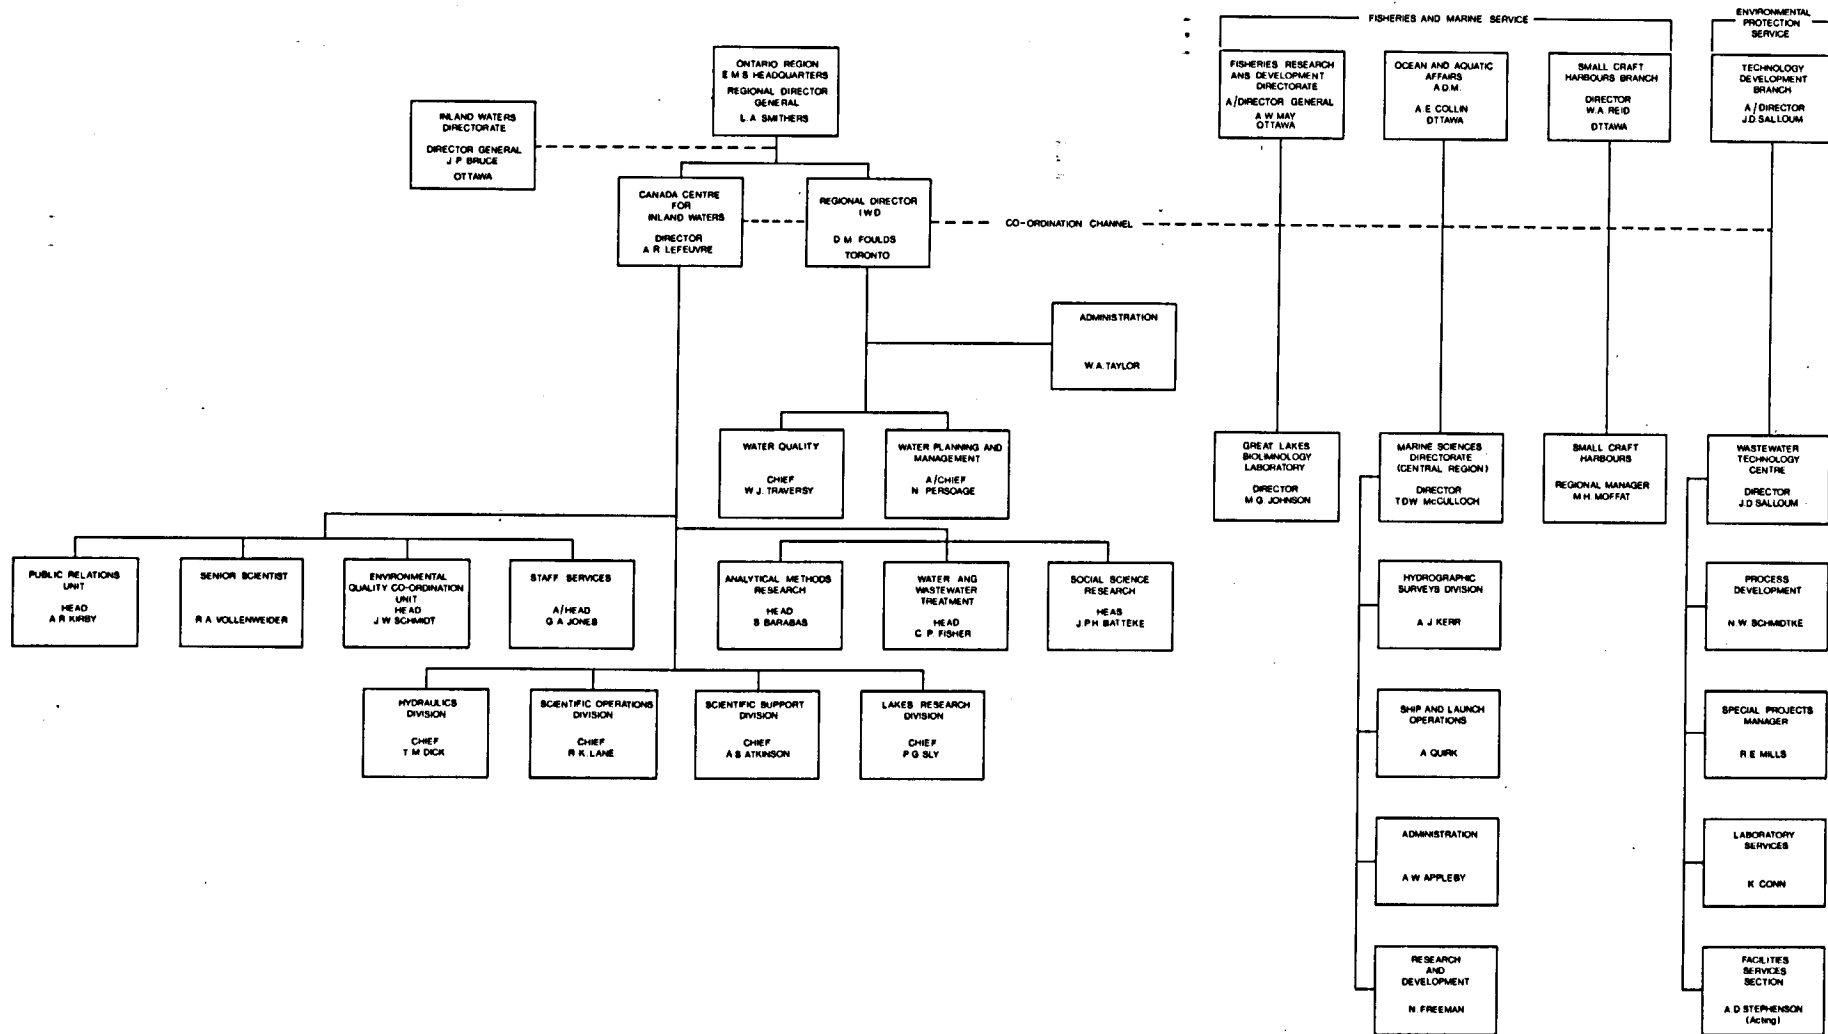 ONTARIO REGION
E M S HEADQUARTERS
REGIONAL DIRECTOR
GENERAL
L. A SMITHERS
INLAND WATERS
DIRECTORATE
DIRECTOR GENERAL
J P BRUCE
OTTAWA
CANADA CENTRE
FOR
INLAND WATERS
DIRECTOR
A R LEFEUVRE
REGIONAL DIRECTOR
I W D
D M FOULDS
TORONTO
CO-ORDINATION CHANNEL
ADMINISTRATION
W.A. TAYLOR
WATER QUALITY
CHIEF
W J. TRAVERSY
WATER PLANNING AND
MANAGEMENT
A/CHIEF
N PERSOAGE
PUBLIC RELATIONS
UNIT
HEAD
A R KIRBY
SENIOR SCIENTIST
R A VOLLENWEIDER
ENVIRONMENTAL
QUALITY CO-ORDINATION
UNIT
HEAD
J W SCHMIDT
STAFF SERVICES
A/HEAD
G A JONES
ANALYTICAL METHODS
RESEARCH
HEAD
S BARABAS
WATER AND
WASTEWATER
TREATMENT
HEAD
C P. FISHER
SOCIAL SCIENCE
RESEARCH
HEAS
J.P.H BATTEKE
HYDRAULICS
DIVISION
CHIEF
T M DICK
SCIENTIFIC OPERATIONS
DIVISION
CHIEF
R K. LANE
SCIENTIFIC SUPPORT
DIVISION
CHIEF
A S ATKINSON
LAKES RESEARCH
DIVISION
CHIEF
P G SLY
FISHERIES AND MARINE SERVICE
FISHERIES RESEARCH
ANS DEVELOPMENT
DIRECTORATE
A/DIRECTOR GENERAL
A W MAY
OTTAWA
OCEAN AND AQUATIC
AFFAIRS
A.D.M.
A. E COLLIN
OTTAWA
SMALL CRAFT
HARBOURS BRANCH
DIRECTOR
W.A. REID
OTTAWA
ENVIRONMENTAL
PROTECTION
SERVICE
TECHNOLOGY
DEVELOPMENT
BRANCH
A/DIRECTOR
J.D. SALLOUM
GREAT LAKES
BIOLIMNOLOGY
LABORATORY
DIRECTOR
M G JOHNSON
MARINE SCIENCES
DIRECTORATE
(CENTRAL REGION)
DIRECTOR
T D W McCULLOCH
SMALL CRAFT
HARBOURS
REGIONAL MANAGER
M H. MOFFAT
WASTEWATER
TECHNOLOGY
CENTRE
DIRECTOR
J.D SALLOUM
HYDROGRAPHIC
SURVEYS DIVISION
A J KERR
SHIP AND LAUNCH
OPERATIONS
A QUIRK
ADMINISTRATION
A W APPLEBY
RESEARCH
AND
DEVELOPMENT
N. FREEMAN
PROCESS
DEVELOPMENT
N.W. SCHMIDTKE
SPECIAL PROJECTS
MANAGER
R.E MILLS
LABORATORY
SERVICES
K CONN
FACILITIES
SERVICES
SECTION
A.D STEPHENSON
(Acting)